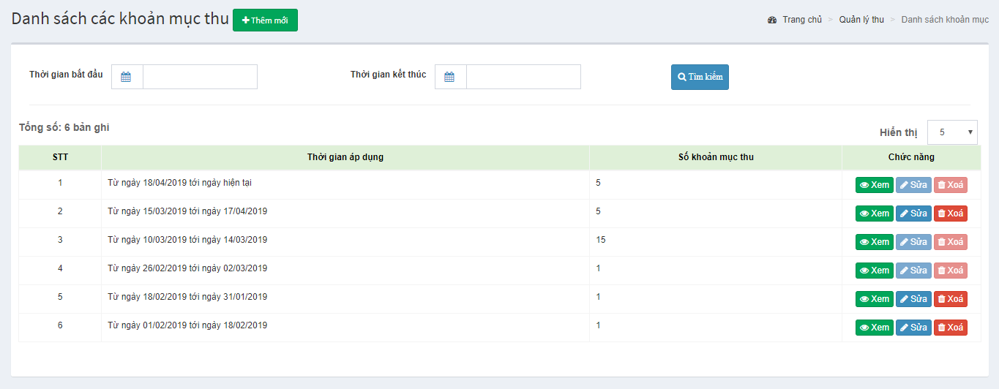 Danh sách các khoản mục thu Thêm mới
Trang chủ > Quản lý thu > Danh sách khoản mục
Thời gian bắt đầu Thời gian kết thúc Tìm kiếm
Tổng số: 6 bản ghi
Hiển thị 5
STT Thời gian áp dụng Số khoản mục thu Chức năng
1 Từ ngày 18/04/2019 tới ngày hiện tại 5 Xem Sửa Xoá
2 Từ ngày 15/03/2019 tới ngày 17/04/2019 5 Xem Sửa Xoá
3 Từ ngày 10/03/2019 tới ngày 14/03/2019 15 Xem Sửa Xoá
4 Từ ngày 26/02/2019 tới ngày 02/03/2019 1 Xem Sửa Xoá
5 Từ ngày 18/02/2019 tới ngày 31/01/2019 1 Xem Sửa Xoá
6 Từ ngày 01/02/2019 tới ngày 18/02/2019 1 Xem Sửa Xoá